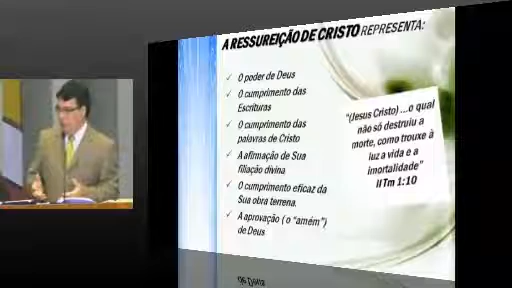 A RESSUREIÇÃO DE CRISTO REPRESENTA:
✓ O poder de Deus
✓ O cumprimento das
Escrituras
✓ O cumprimento das
palavras de Cristo
✓ A afirmação de Sua
filiação divina
✓ O cumprimento eficaz da
Sua obra terrena.
✓ A aprovação ( o "amém")
de Deus
"(Jesus Cristo) ...o qual
não só destruiu a
morte, como trouxe à
luz a vida e a
imortalidade"
II Tm 1:10